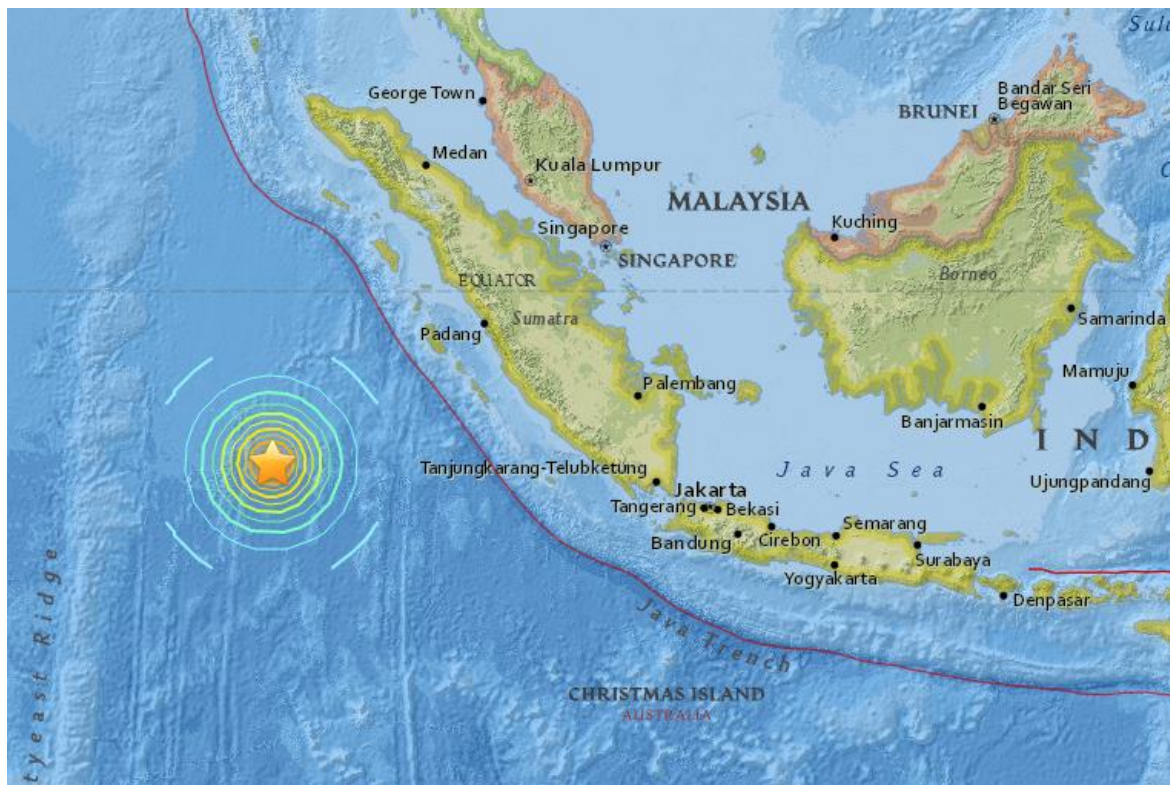 Sulu
George Town
Bandar Seri
Begawan
BRUNEI
Medan
Kuala Lumpur
MALAYSIA
Singapore
Kuching
SINGAPORE
EQUATOR
Borneo
Sumatra
Padang
Samarinda
Mamuju
Palembang
Banjarmasin
I N D
Tanjungkarang-Telubketung
Java Sea
Ujungpandang
Jakarta
Tangerang
Bekasi
Semarang
Bandung
Cirebon
Surabaya
Yogyakarta
Denpasar
tyeast Ridge
Java Trench
CHRISTMAS ISLAND
AUSTRALIA